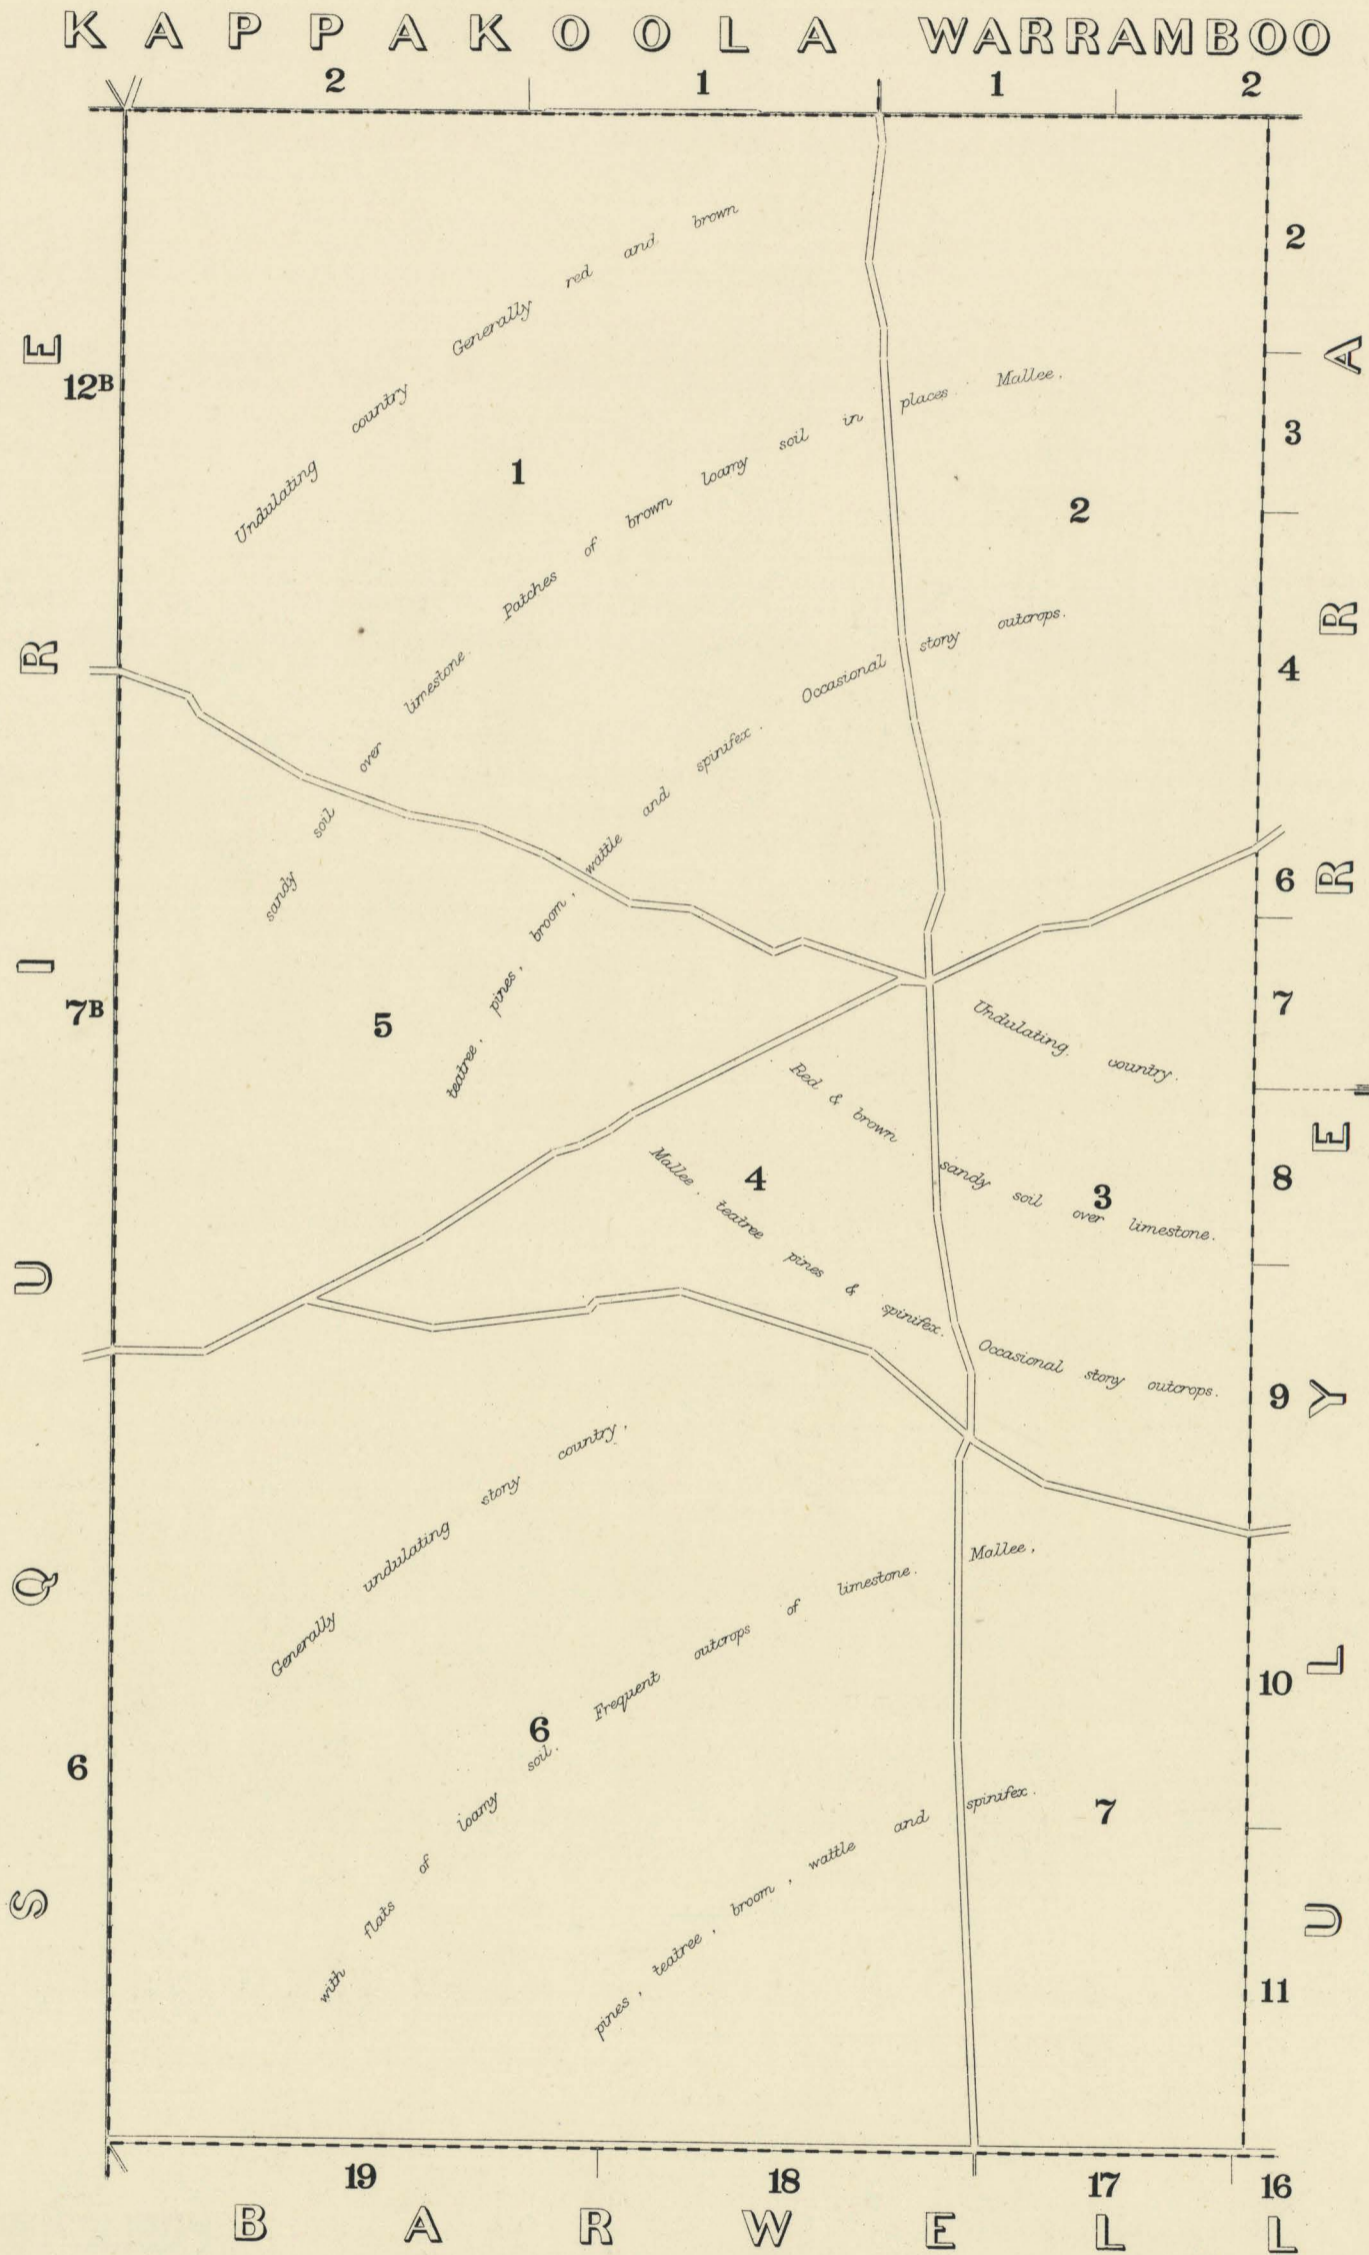 KAPPAKOOLA WARRAMBOO
2 1 1 2
SQUIRE
12B
7B
6
ULYERRA
2
3
4
6
7
8
9
10
11
Undulating country Generally red and brown
sandy soil over limestone. Patches of brown loamy soil in places. Mallee,
teatree, pines, broom, wattle and spinifex. Occasional stony outcrops.
1
2
5
Undulating country.
Red & brown sandy soil over limestone.
Mallee, teatree pines & spinifex. Occasional stony outcrops.
4
3
Generally undulating stony country,
with flats of loamy soil. Frequent outcrops of limestone. Mallee,
pines, teatree, broom, wattle and spinifex.
6
7
19 18 17 16
BARWELL